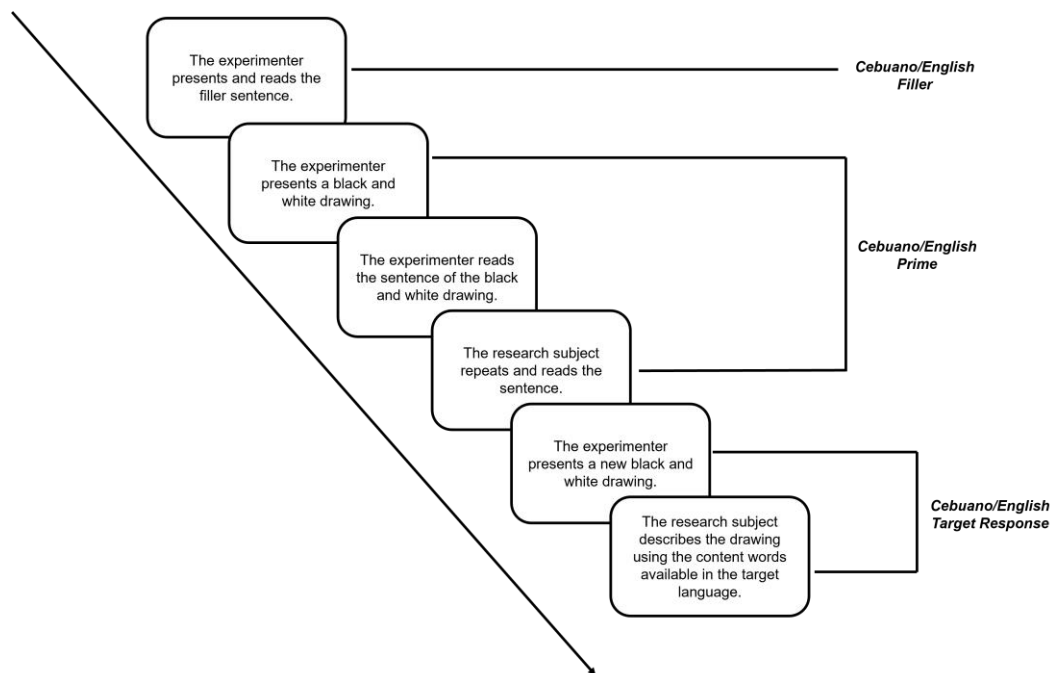 The experimenter
presents and reads the
filler sentence.
Cebuano/English
Filler
The experimenter
presents a black and
white drawing.
The experimenter reads
the sentence of the black
and white drawing.
Cebuano/English
Prime
The research subject
repeats and reads the
sentence.
The experimenter
presents a new black and
white drawing.
The research subject
describes the drawing
using the content words
available in the target
language.
Cebuano/English
Target Response